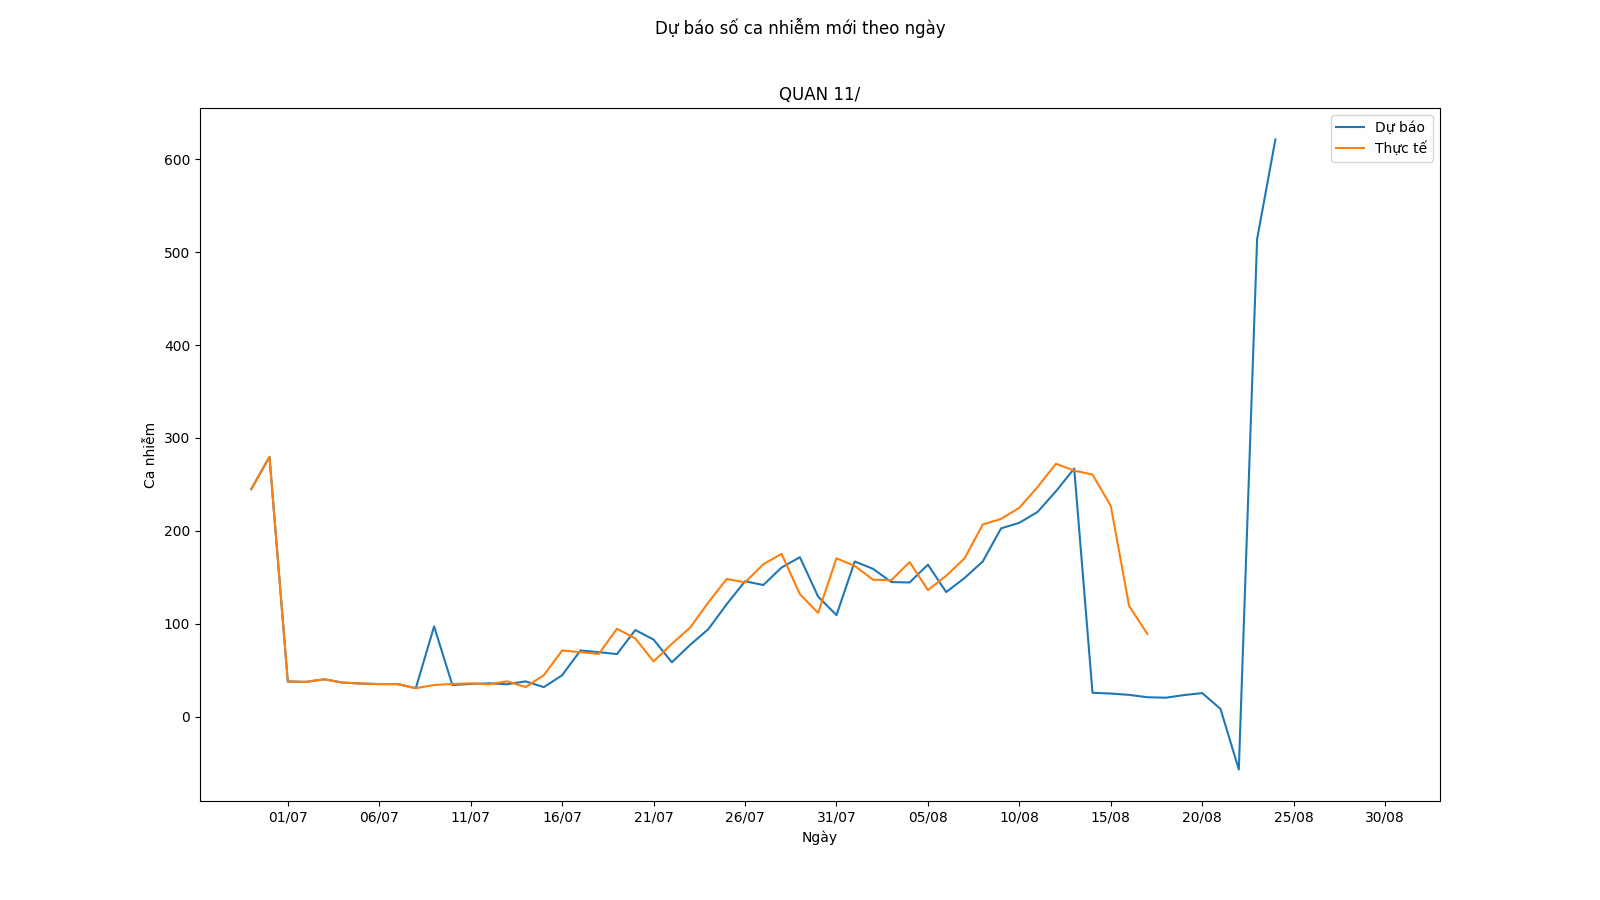 Dự báo số ca nhiễm mới theo ngày
QUAN 11/
Dự báo
Thực tế
600
500
400
300
200
100
0
Ca nhiễm
01/07 06/07 11/07 16/07 21/07 26/07 31/07 05/08 10/08 15/08 20/08 25/08 30/08
Ngày